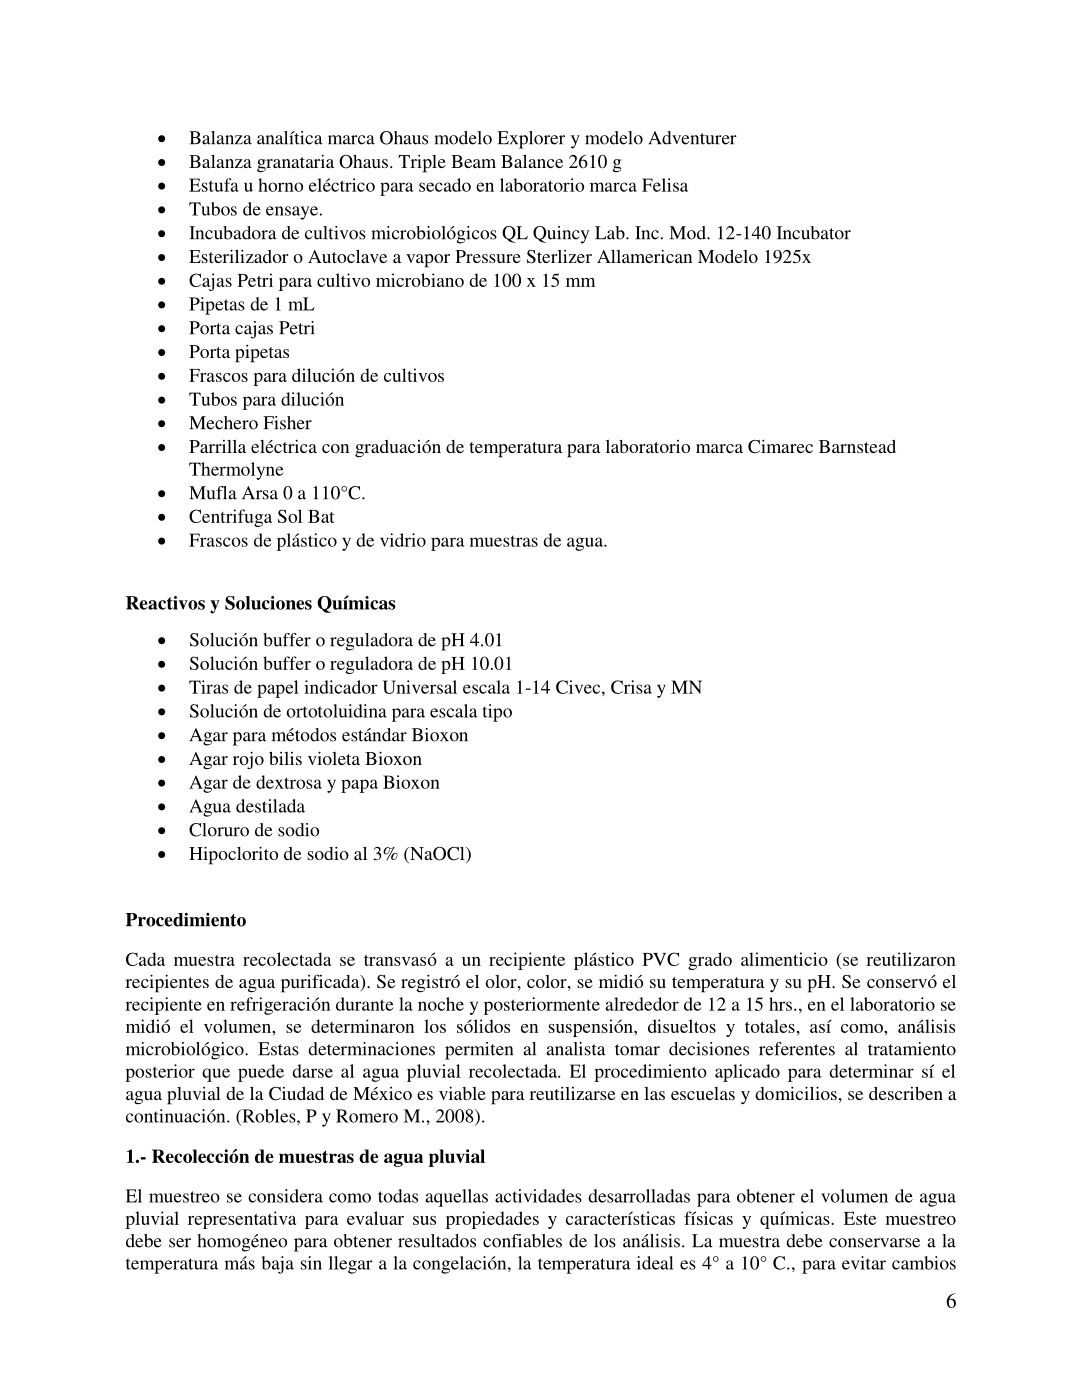 • Balanza analítica marca Ohaus modelo Explorer y modelo Adventurer
• Balanza granataria Ohaus. Triple Beam Balance 2610 g
• Estufa u horno eléctrico para secado en laboratorio marca Felisa
• Tubos de ensaye.
• Incubadora de cultivos microbiológicos QL Quincy Lab. Inc. Mod. 12-140 Incubator
• Esterilizador o Autoclave a vapor Pressure Sterlizer Allamerican Modelo 1925x
• Cajas Petri para cultivo microbiano de 100 x 15 mm
• Pipetas de 1 mL
• Porta cajas Petri
• Porta pipetas
• Frascos para dilución de cultivos
• Tubos para dilución
• Mechero Fisher
• Parrilla eléctrica con graduación de temperatura para laboratorio marca Cimarec Barnstead
Thermolyne
• Mufla Arsa 0 a 110°C.
• Centrifuga Sol Bat
• Frascos de plástico y de vidrio para muestras de agua.
Reactivos y Soluciones Químicas
• Solución buffer o reguladora de pH 4.01
• Solución buffer o reguladora de pH 10.01
• Tiras de papel indicador Universal escala 1-14 Civec, Crisa y MN
• Solución de ortotoluidina para escala tipo
• Agar para métodos estándar Bioxon
• Agar rojo bilis violeta Bioxon
• Agar de dextrosa y papa Bioxon
• Agua destilada
• Cloruro de sodio
• Hipoclorito de sodio al 3% (NaOCl)
Procedimiento
Cada muestra recolectada se transvasó a un recipiente plástico PVC grado alimenticio (se reutilizaron
recipientes de agua purificada). Se registró el olor, color, se midió su temperatura y su pH. Se conservó el
recipiente en refrigeración durante la noche y posteriormente alrededor de 12 a 15 hrs., en el laboratorio se
midió el volumen, se determinaron los sólidos en suspensión, disueltos y totales, así como, análisis
microbiológico. Estas determinaciones permiten al analista tomar decisiones referentes al tratamiento
posterior que puede darse al agua pluvial recolectada. El procedimiento aplicado para determinar sí el
agua pluvial de la Ciudad de México es viable para reutilizarse en las escuelas y domicilios, se describen a
continuación. (Robles, P y Romero M., 2008).
1.- Recolección de muestras de agua pluvial
El muestreo se considera como todas aquellas actividades desarrolladas para obtener el volumen de agua
pluvial representativa para evaluar sus propiedades y características físicas y químicas. Este muestreo
debe ser homogéneo para obtener resultados confiables de los análisis. La muestra debe conservarse a la
temperatura más baja sin llegar a la congelación, la temperatura ideal es 4° a 10° C., para evitar cambios
6